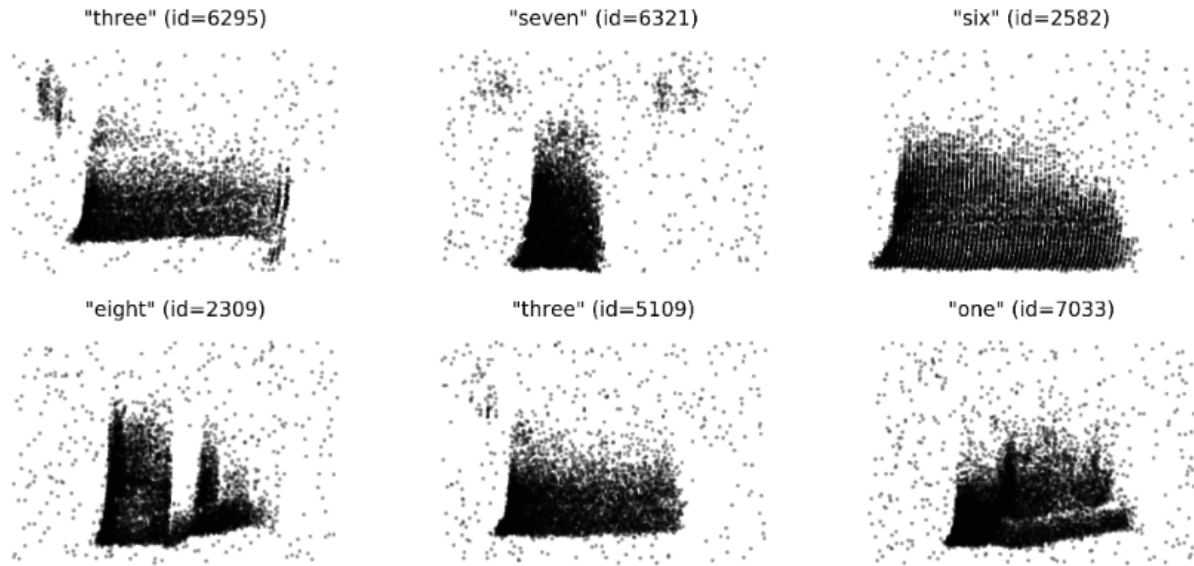 "three" (id=6295)
"seven" (id=6321)
"six" (id=2582)
"eight" (id=2309)
"three" (id=5109)
"one" (id=7033)